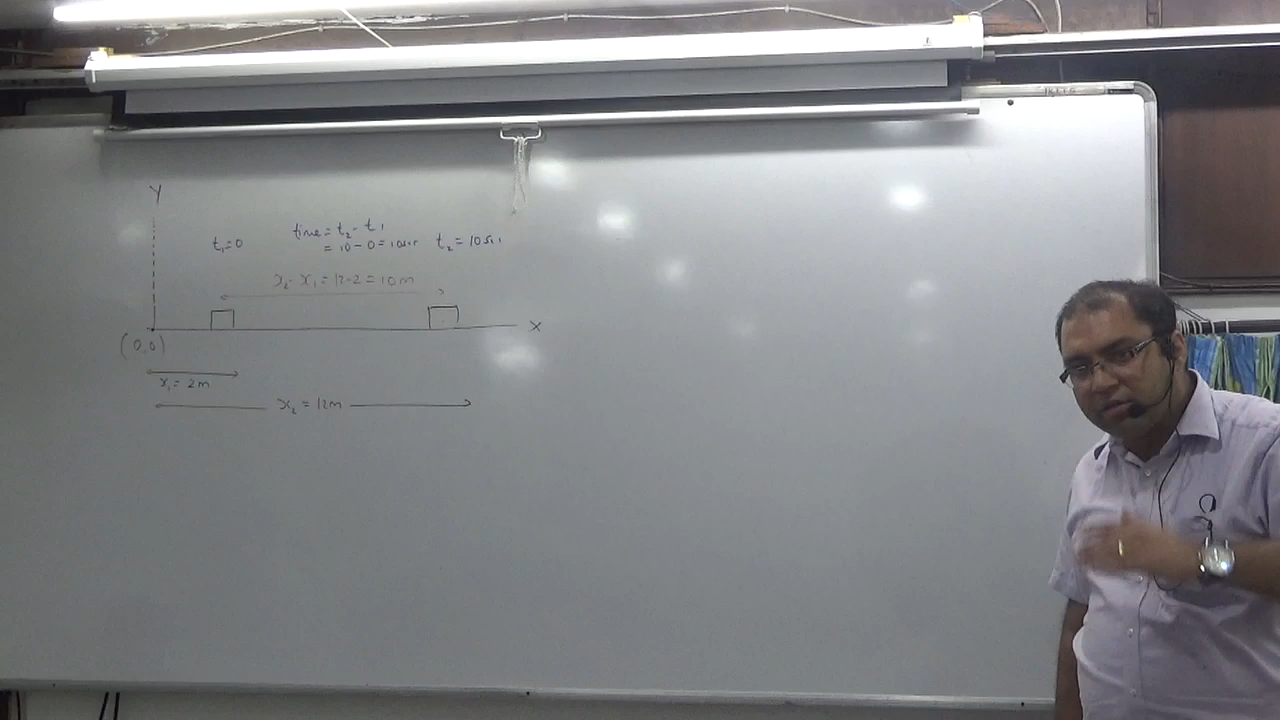 Y
time = t₂ - t₁
t₁=0
= 10 - 0 = 10sec
t₂ = 10sec
x₂ - x₁ = 12-2 = 10m
X
(0,0)
x₁ = 2m
x₂ = 12m